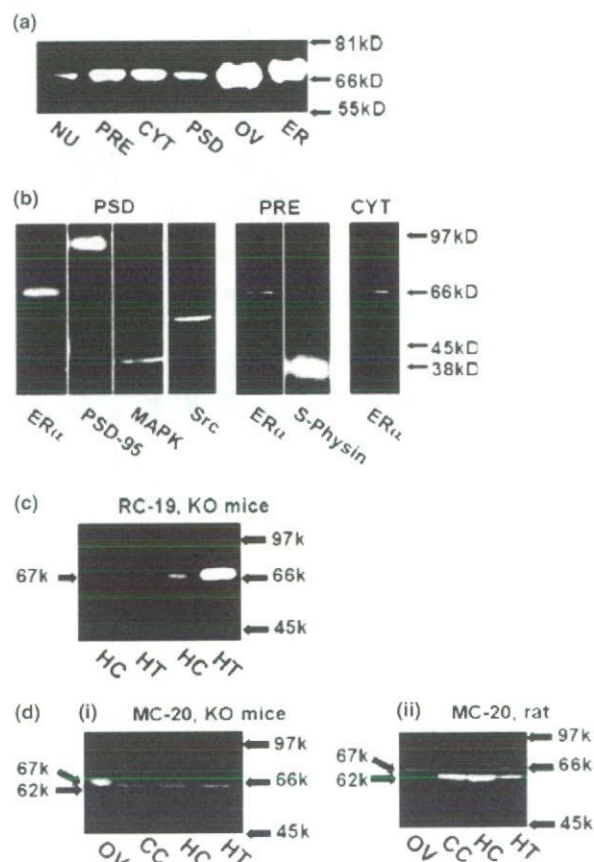 (a)
81kD
66kD
55kD
NU PRE CYT PSD OV ER
(b)
PSD PRE CYT
97kD
66kD
45kD
38kD
ERα PSD-95 MAPK Src ERα S-Physin ERα
(c)
RC-19, KO mice
97k
67k 66k
45k
HC HT HC HT
(d) (i) MC-20, KO mice (ii) MC-20, rat
97k 97k
67k 66k 67k 66k
62k 62k
45k 45k
OV CC HC HT OV CC HC HT